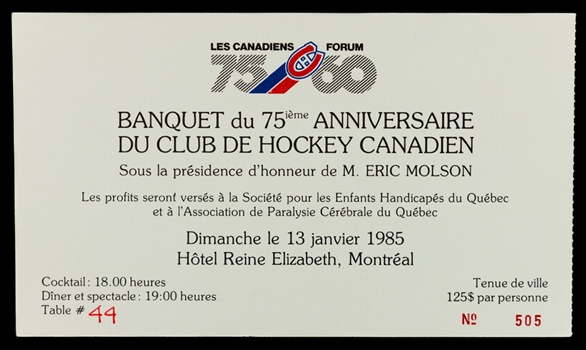 LES CANADIENS FORUM
75 60
BANQUET du 75ième ANNIVERSAIRE
DU CLUB DE HOCKEY CANADIEN
Sous la présidence d'honneur de M. ERIC MOLSON
Les profits seront versés à la Société pour les Enfants Handicapés du Québec
et à l'Association de Paralysie Cérébrale du Québec
Dimanche le 13 janvier 1985
Hôtel Reine Elizabeth, Montréal
Cocktail: 18.00 heures
Dîner et spectacle: 19:00 heures
Table # 44
Tenue de ville
125$ par personne
Nº 505